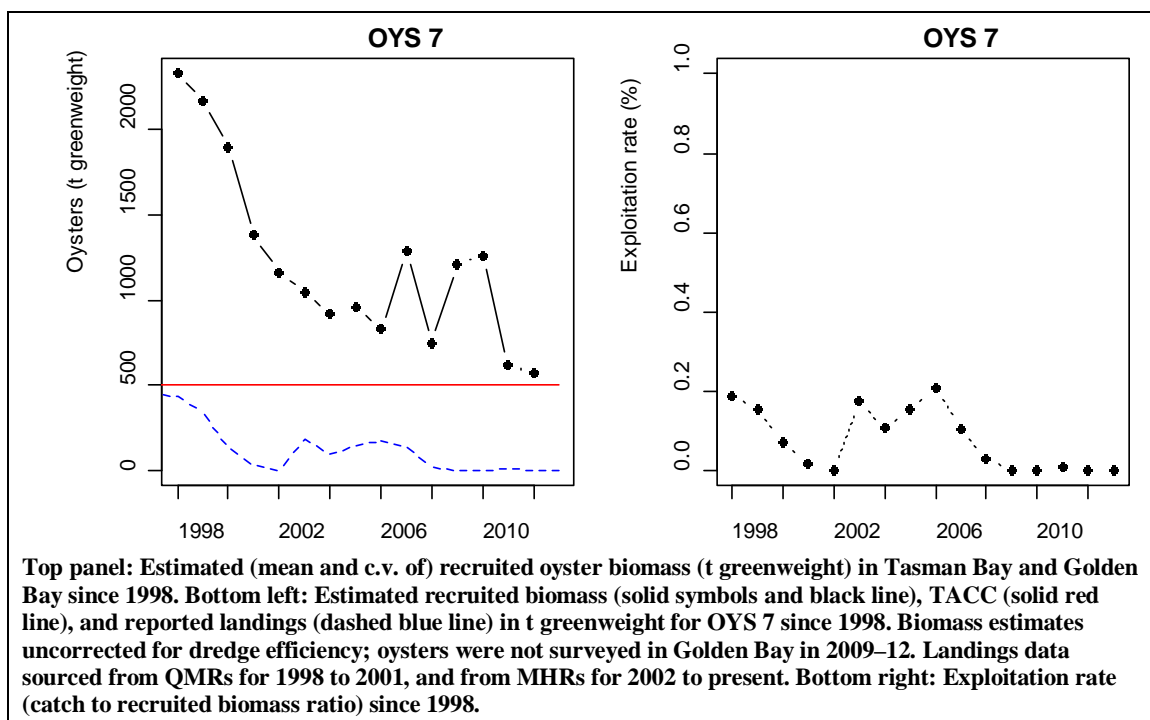 OYS 7
Oysters (t greenweight)
2000
1500
1000
500
0
1998 2002 2006 2010
OYS 7
Exploitation rate (%)
1.0
0.8
0.6
0.4
0.2
0.0
1998 2002 2006 2010
Top panel: Estimated (mean and c.v. of) recruited oyster biomass (t greenweight) in Tasman Bay and Golden
Bay since 1998. Bottom left: Estimated recruited biomass (solid symbols and black line), TACC (solid red
line), and reported landings (dashed blue line) in t greenweight for OYS 7 since 1998. Biomass estimates
uncorrected for dredge efficiency; oysters were not surveyed in Golden Bay in 2009–12. Landings data
sourced from QMRs for 1998 to 2001, and from MHRs for 2002 to present. Bottom right: Exploitation rate
(catch to recruited biomass ratio) since 1998.